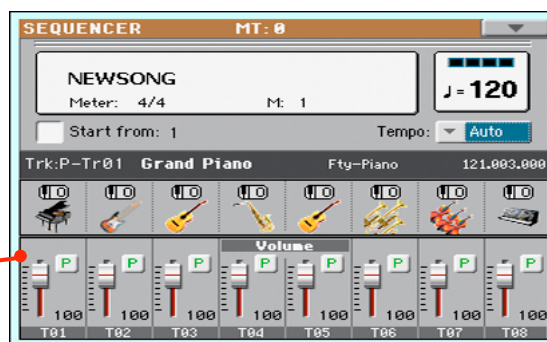 SEQUENCER MT: 0
NEWSONG
Meter: 4/4 M: 1
♩=120
Start from: 1 Tempo: Auto
Trk:P-Tr01 Grand Piano Fty-Piano 121.003.000
Volume
P P P P P P P P
100 100 100 100 100 100 100 100
T01 T02 T03 T04 T05 T06 T07 T08